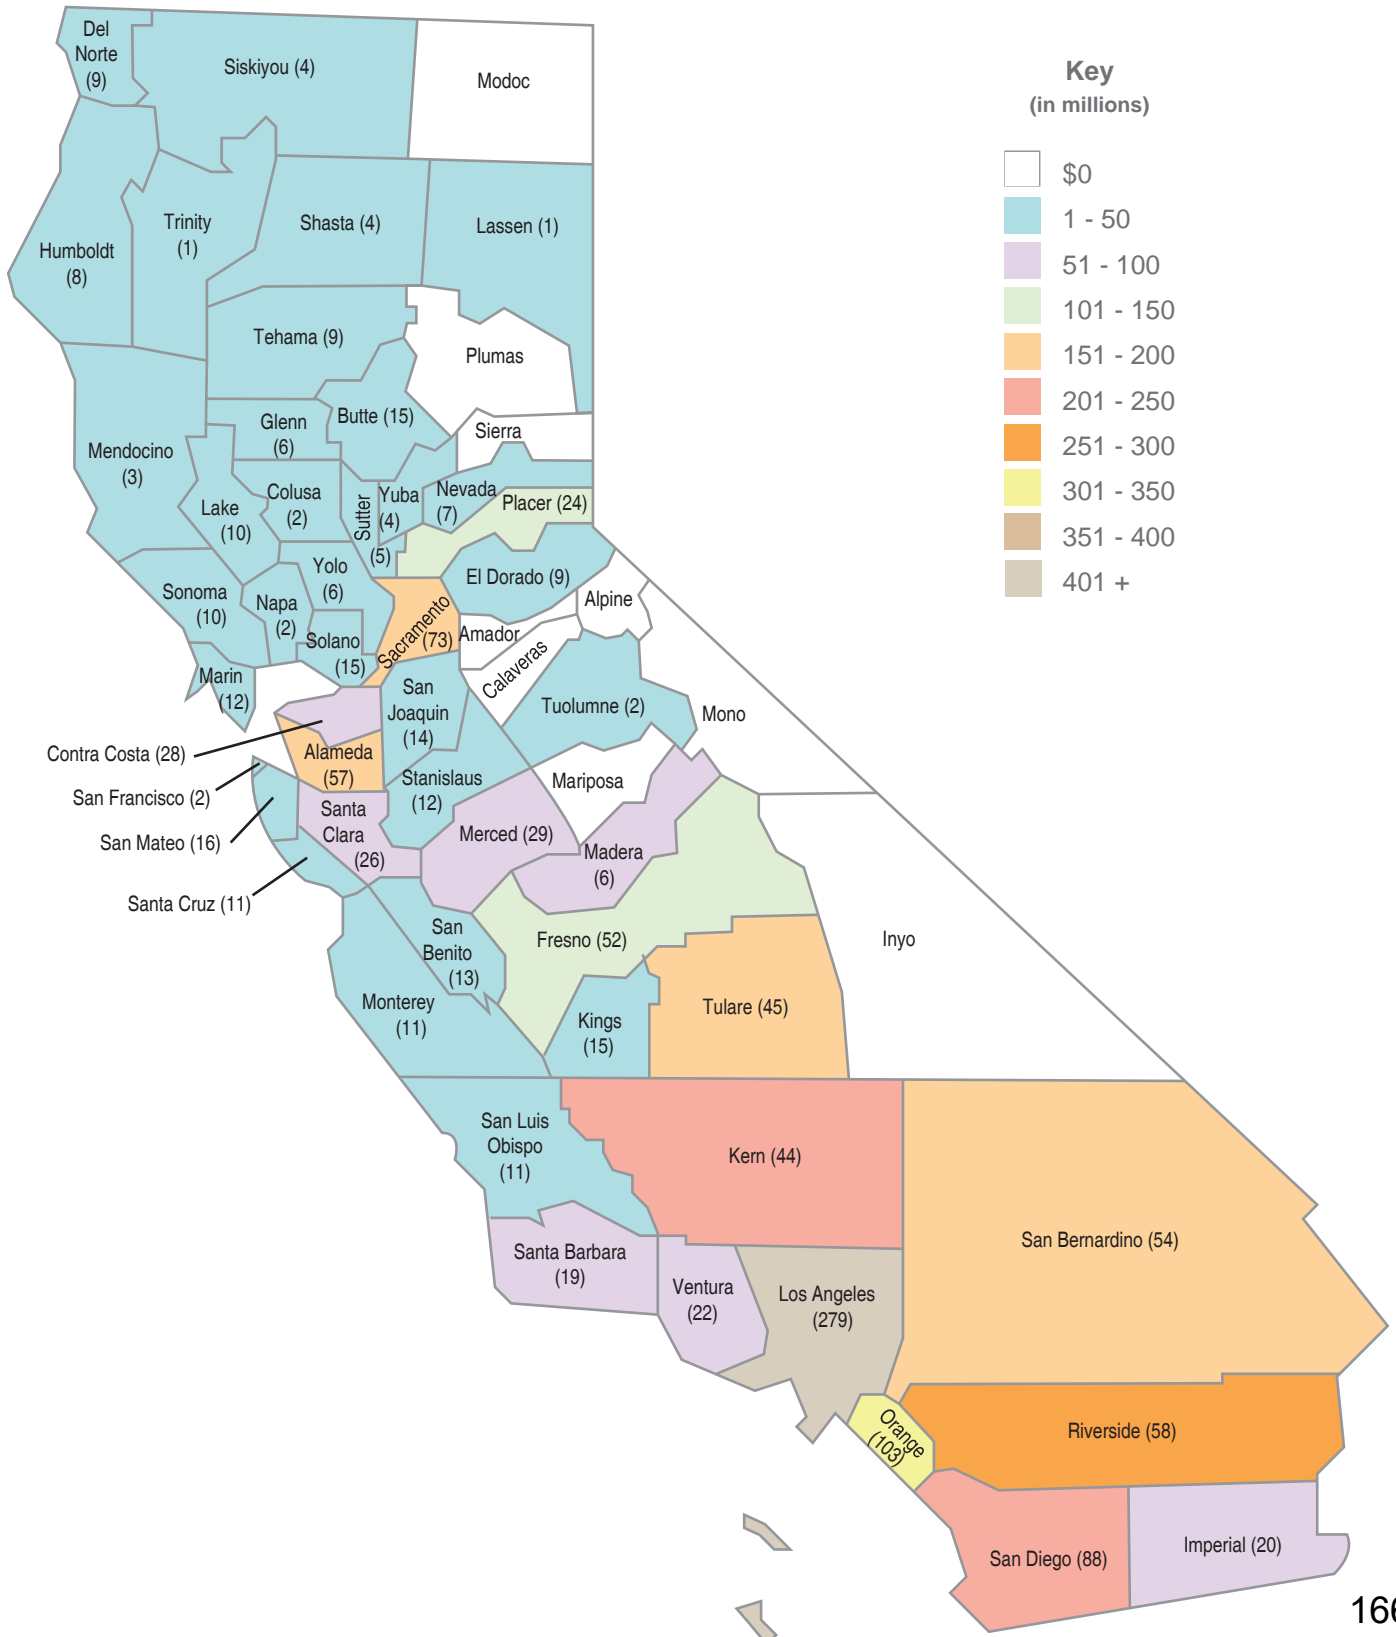 Del
Norte
(9)
Siskiyou (4)
Modoc
Key
(in millions)
$0
1 - 50
51 - 100
101 - 150
151 - 200
201 - 250
251 - 300
301 - 350
351 - 400
401 +
Humboldt
(8)
Trinity
(1)
Shasta (4)
Lassen (1)
Tehama (9)
Plumas
Mendocino
(3)
Glenn
(6)
Butte (15)
Sierra
Lake
(10)
Colusa
(2)
Sutter
(5)
Yuba
(4)
Nevada
(7)
Placer (24)
Sonoma
(10)
Napa
(2)
Yolo
(6)
El Dorado (9)
Alpine
Solano
(15)
Sacramento
(73)
Amador
Calaveras
Marin
(12)
San
Joaquin
(14)
Tuolumne (2)
Mono
Contra Costa (28)
Alameda
(57)
Stanislaus
(12)
Mariposa
San Francisco (2)
San Mateo (16)
Santa
Clara
(26)
Merced (29)
Madera
(6)
Santa Cruz (11)
San
Benito
(13)
Fresno (52)
Inyo
Monterey
(11)
Kings
(15)
Tulare (45)
San Luis
Obispo
(11)
Kern (44)
San Bernardino (54)
Santa Barbara
(19)
Ventura
(22)
Los Angeles
(279)
Orange
(103)
Riverside (58)
San Diego (88)
Imperial (20)
166